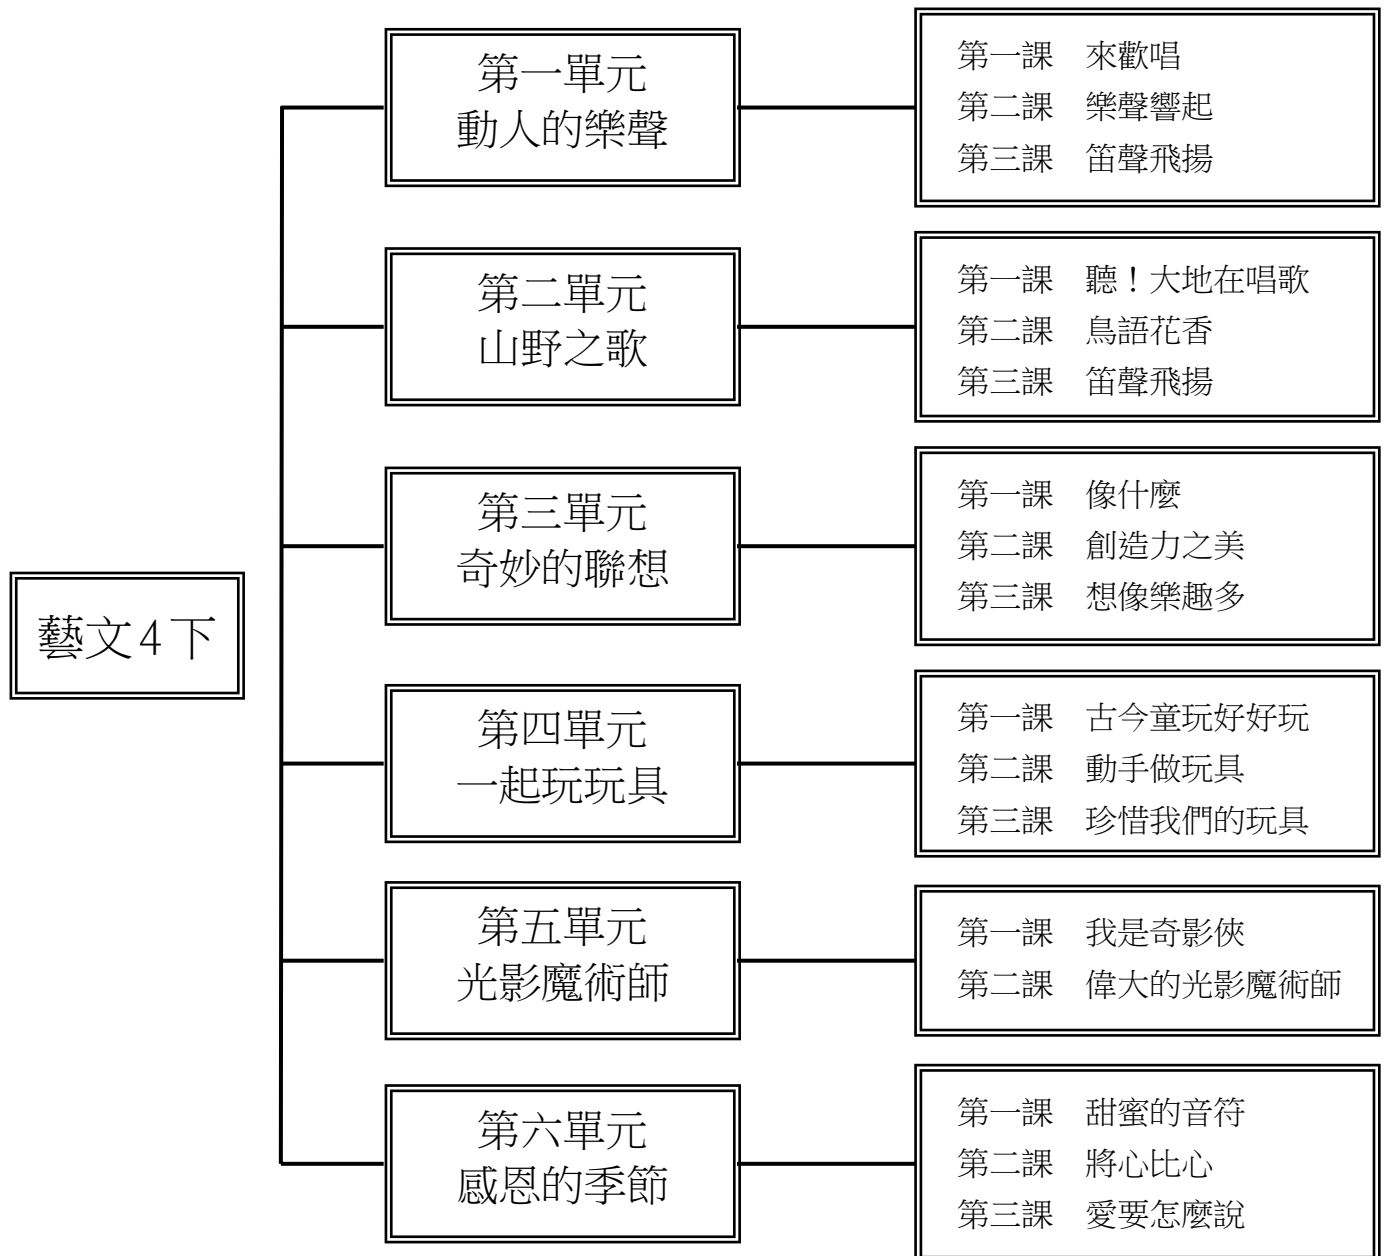 藝文4下
第一單元
動人的樂聲
第一課　來歡唱
第二課　樂聲響起
第三課　笛聲飛揚
第二單元
山野之歌
第一課　聽！大地在唱歌
第二課　鳥語花香
第三課　笛聲飛揚
第三單元
奇妙的聯想
第一課　像什麼
第二課　創造力之美
第三課　想像樂趣多
第四單元
一起玩玩具
第一課　古今童玩好好玩
第二課　動手做玩具
第三課　珍惜我們的玩具
第五單元
光影魔術師
第一課　我是奇影俠
第二課　偉大的光影魔術師
第六單元
感恩的季節
第一課　甜蜜的音符
第二課　將心比心
第三課　愛要怎麼說